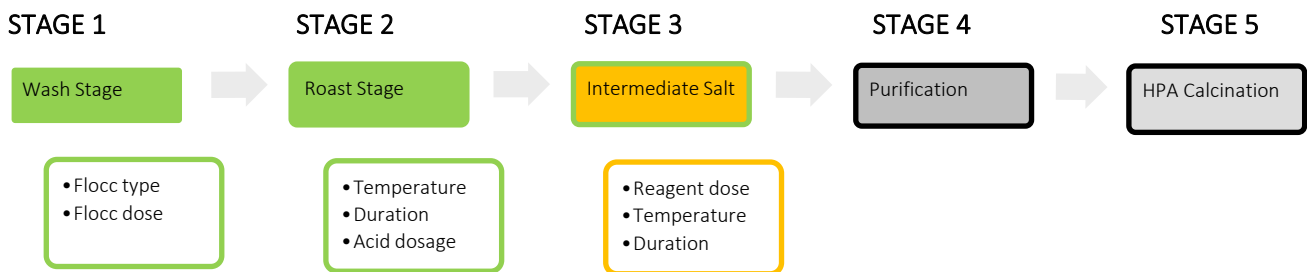 STAGE 1
STAGE 2
STAGE 3
STAGE 4
STAGE 5
Wash Stage
Roast Stage
Intermediate Salt
Purification
HPA Calcination
•Flocc type
•Flocc dose
•Temperature
•Duration
•Acid dosage
•Reagent dose
•Temperature
•Duration